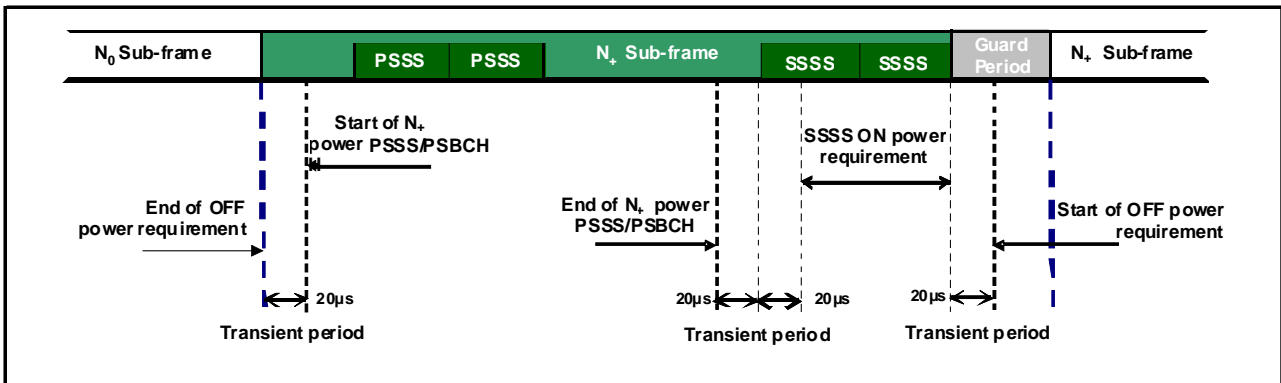 N0 Sub-frame
PSSS
PSSS
N+ Sub-frame
SSSS
SSSS
Guard
Period
N+ Sub-frame
Start of N+
power PSSS/PSBCH
SSSS ON power
requirement
End of OFF
power requirement
End of N+ power
PSSS/PSBCH
Start of OFF power
requirement
20µs
20µs
20µs
20µs
Transient period
Transient period
Transient period